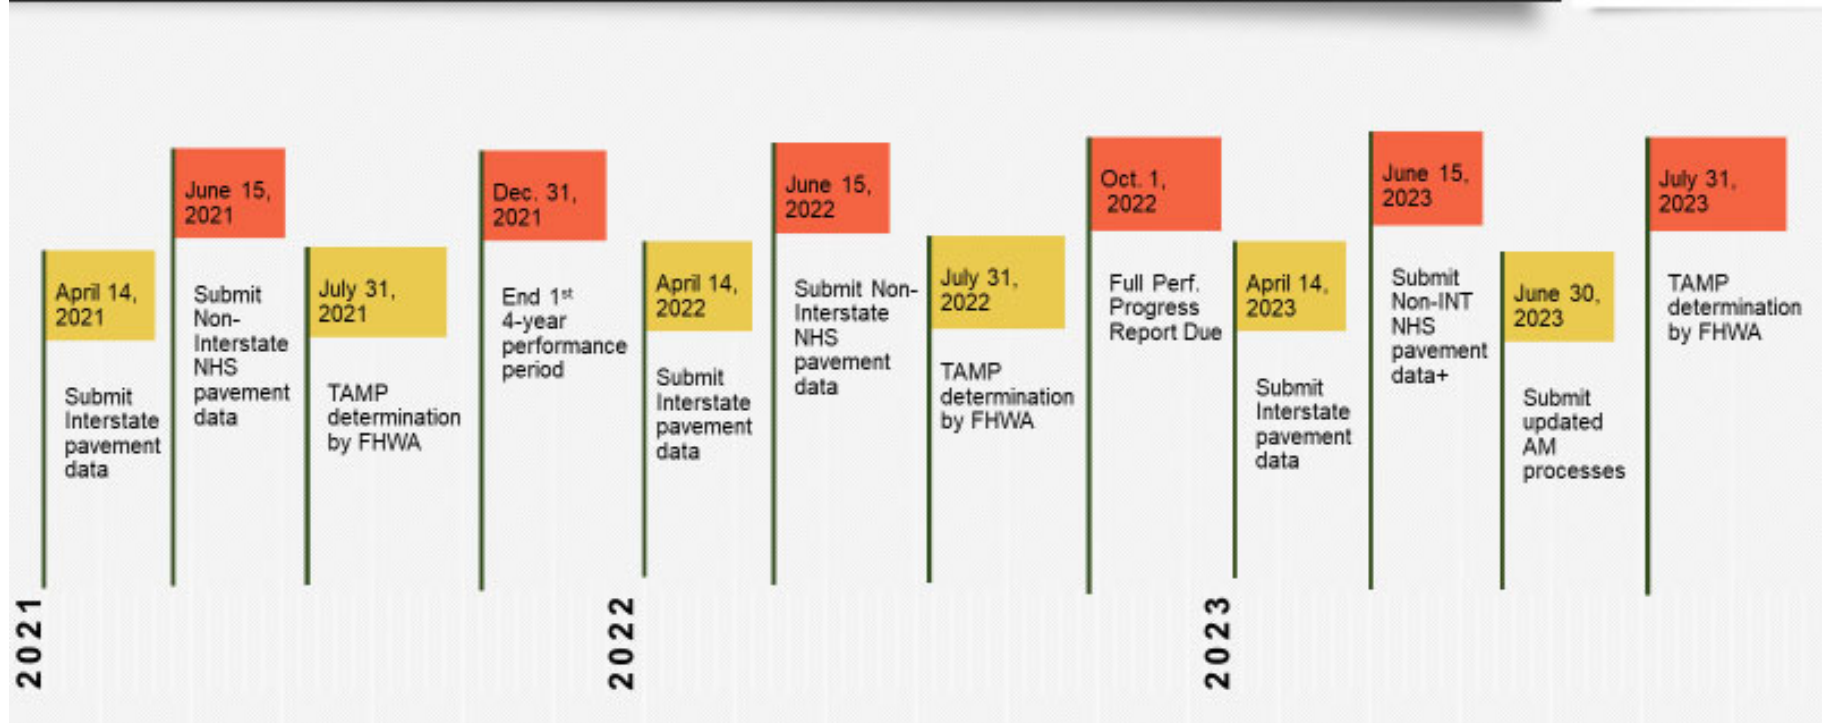 April 14,
2021
Submit
Interstate
pavement
data
June 15,
2021
Submit
Non-
Interstate
NHS
pavement
data
July 31,
2021
TAMP
determination
by FHWA
Dec. 31,
2021
End 1st
4-year
performance
period
April 14,
2022
Submit
Interstate
pavement
data
June 15,
2022
Submit Non-
Interstate
NHS
pavement
data
July 31,
2022
TAMP
determination
by FHWA
Oct. 1,
2022
Full Perf.
Progress
Report Due
April 14,
2023
Submit
Interstate
pavement
data
June 15,
2023
Submit
Non-INT
NHS
pavement
data+
June 30,
2023
Submit
updated
AM
processes
July 31,
2023
TAMP
determination
by FHWA
2021
2022
2023